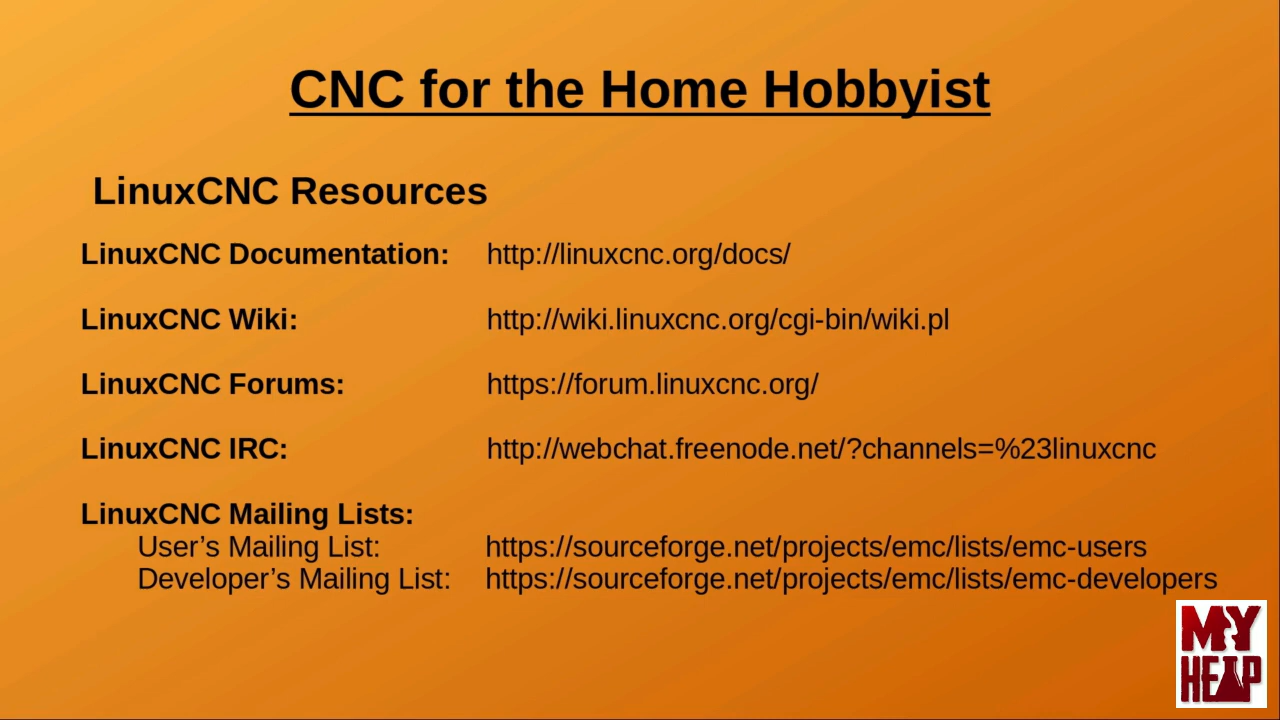 CNC for the Home Hobbyist
LinuxCNC Resources
LinuxCNC Documentation: http://linuxcnc.org/docs/
LinuxCNC Wiki: http://wiki.linuxcnc.org/cgi-bin/wiki.pl
LinuxCNC Forums: https://forum.linuxcnc.org/
LinuxCNC IRC: http://webchat.freenode.net/?channels=%23linuxcnc
LinuxCNC Mailing Lists:
User’s Mailing List: https://sourceforge.net/projects/emc/lists/emc-users
Developer’s Mailing List: https://sourceforge.net/projects/emc/lists/emc-developers
MY
HEAP